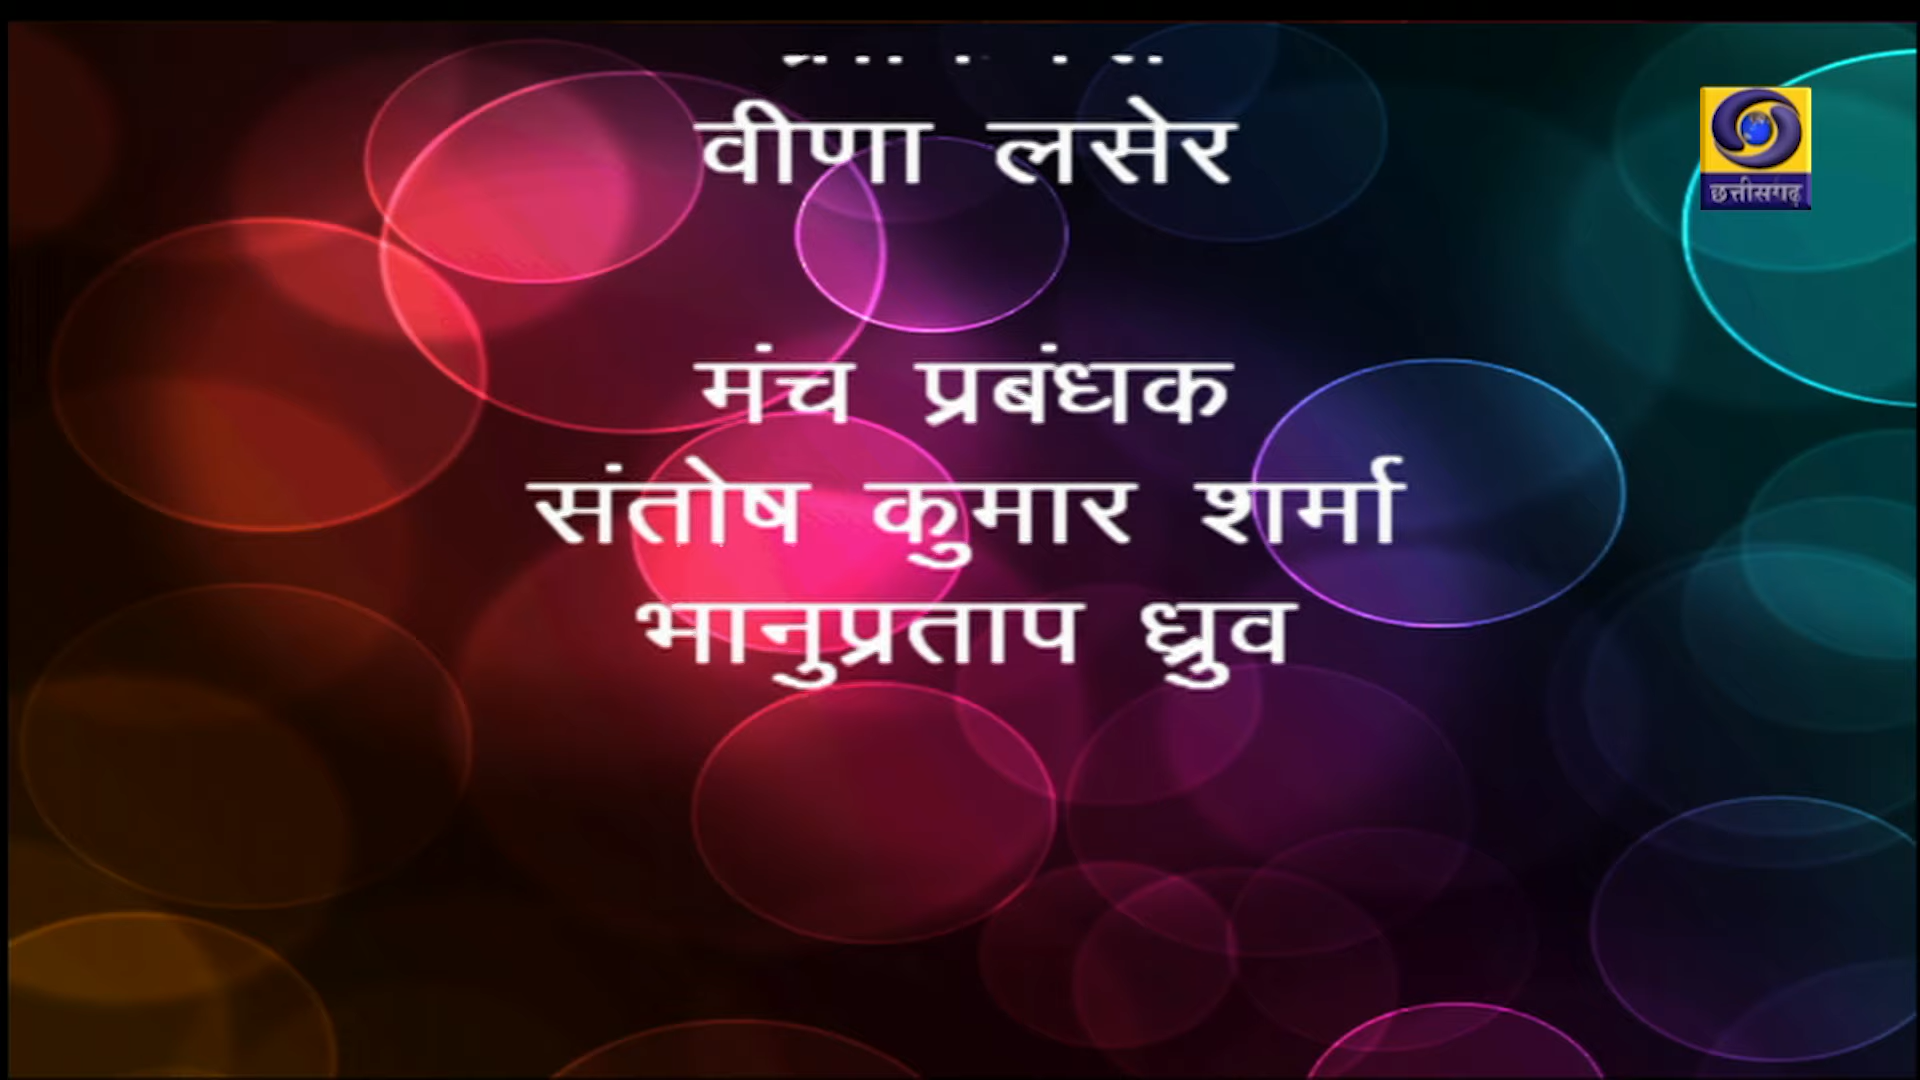 वीणा लसेर
छत्तीसगढ़
मंच प्रबंधक
संतोष कुमार शर्मा
भानुप्रताप ध्रुव